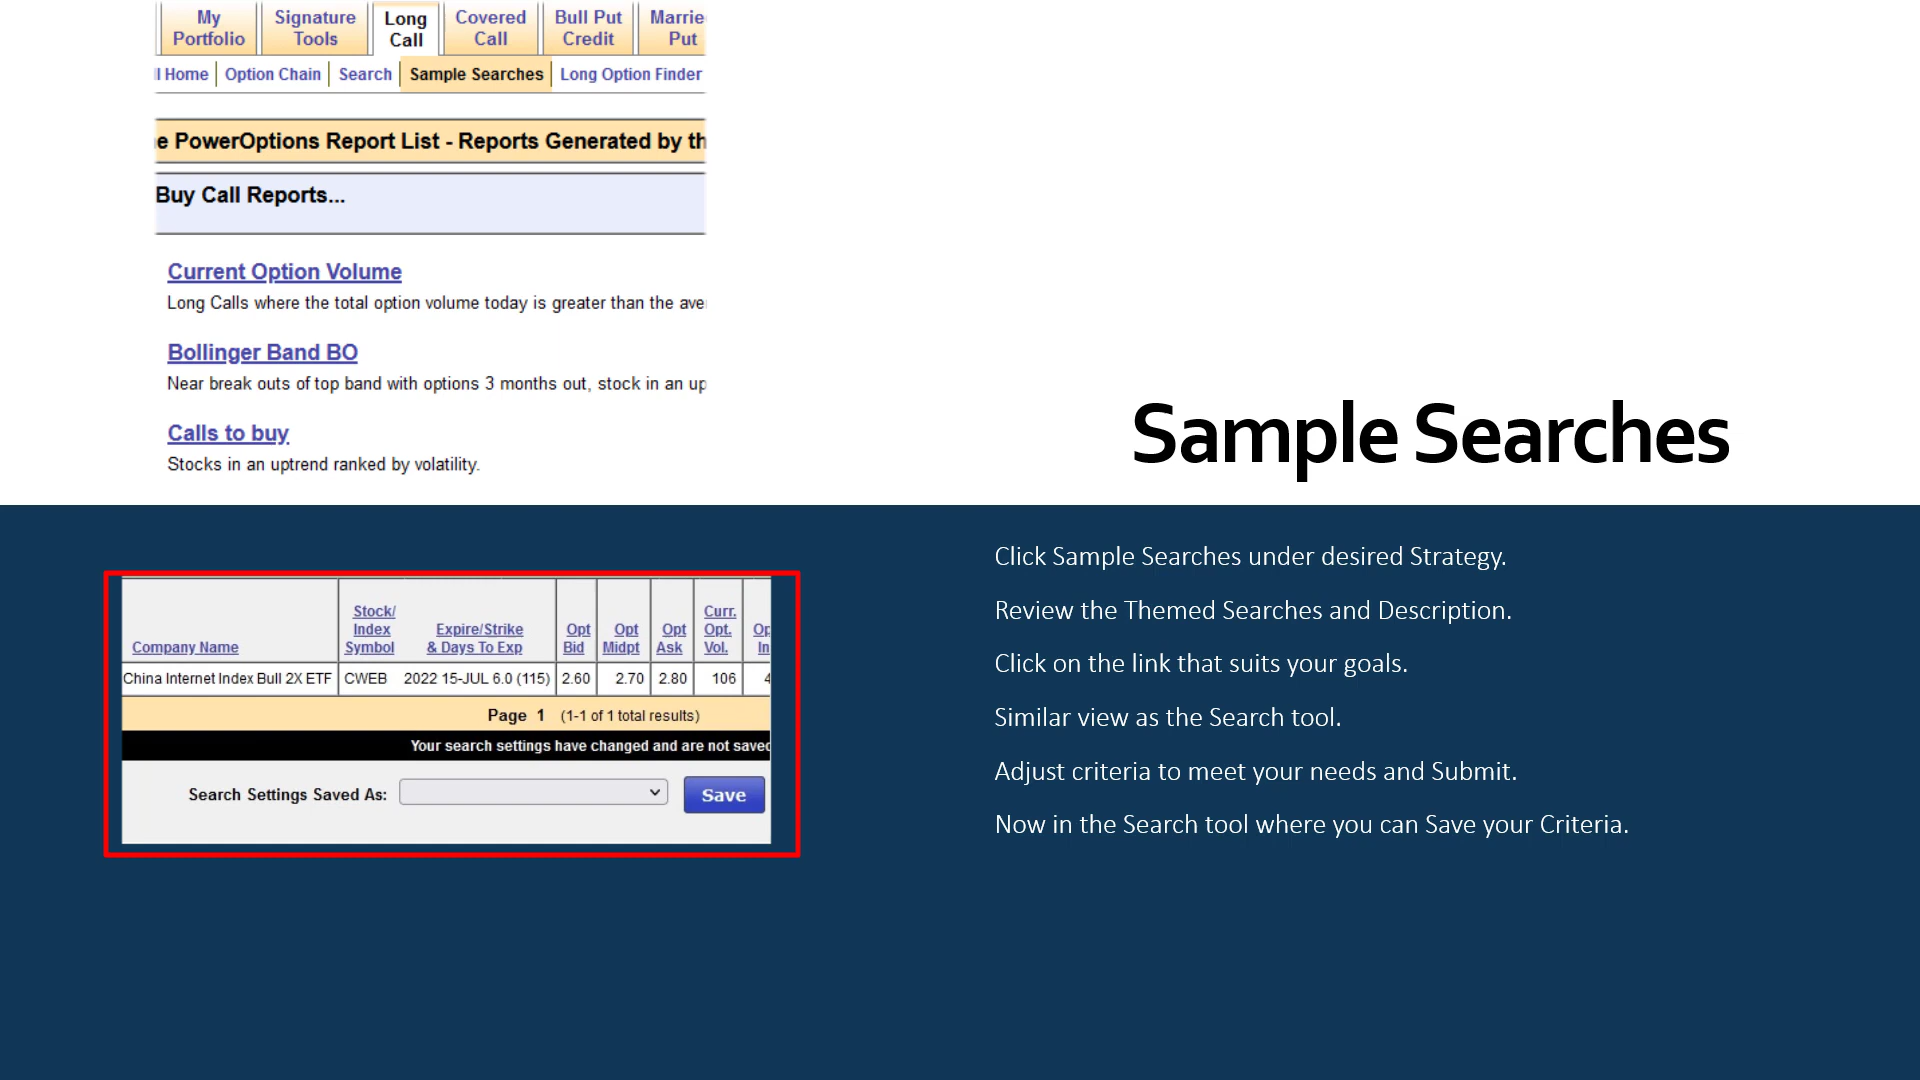 My Portfolio
Signature Tools
Long Call
Covered Call
Bull Put Credit
Marrie Put
l Home
Option Chain
Search
Sample Searches
Long Option Finder
e PowerOptions Report List - Reports Generated by th
Buy Call Reports...
Current Option Volume
Long Calls where the total option volume today is greater than the ave
Bollinger Band BO
Near break outs of top band with options 3 months out, stock in an up
Calls to buy
Stocks in an uptrend ranked by volatility.
Sample Searches
Company Name
Stock/ Index Symbol
Expire/Strike & Days To Exp
Opt Bid
Opt Midpt
Opt Ask
Curr. Opt. Vol.
Op In
China Internet Index Bull 2X ETF CWEB 2022 15-JUL 6.0 (115) 2.60 2.70 2.80 106 4
Page 1 (1-1 of 1 total results)
Your search settings have changed and are not saved
Search Settings Saved As:
Save
Click Sample Searches under desired Strategy.
Review the Themed Searches and Description.
Click on the link that suits your goals.
Similar view as the Search tool.
Adjust criteria to meet your needs and Submit.
Now in the Search tool where you can Save your Criteria.